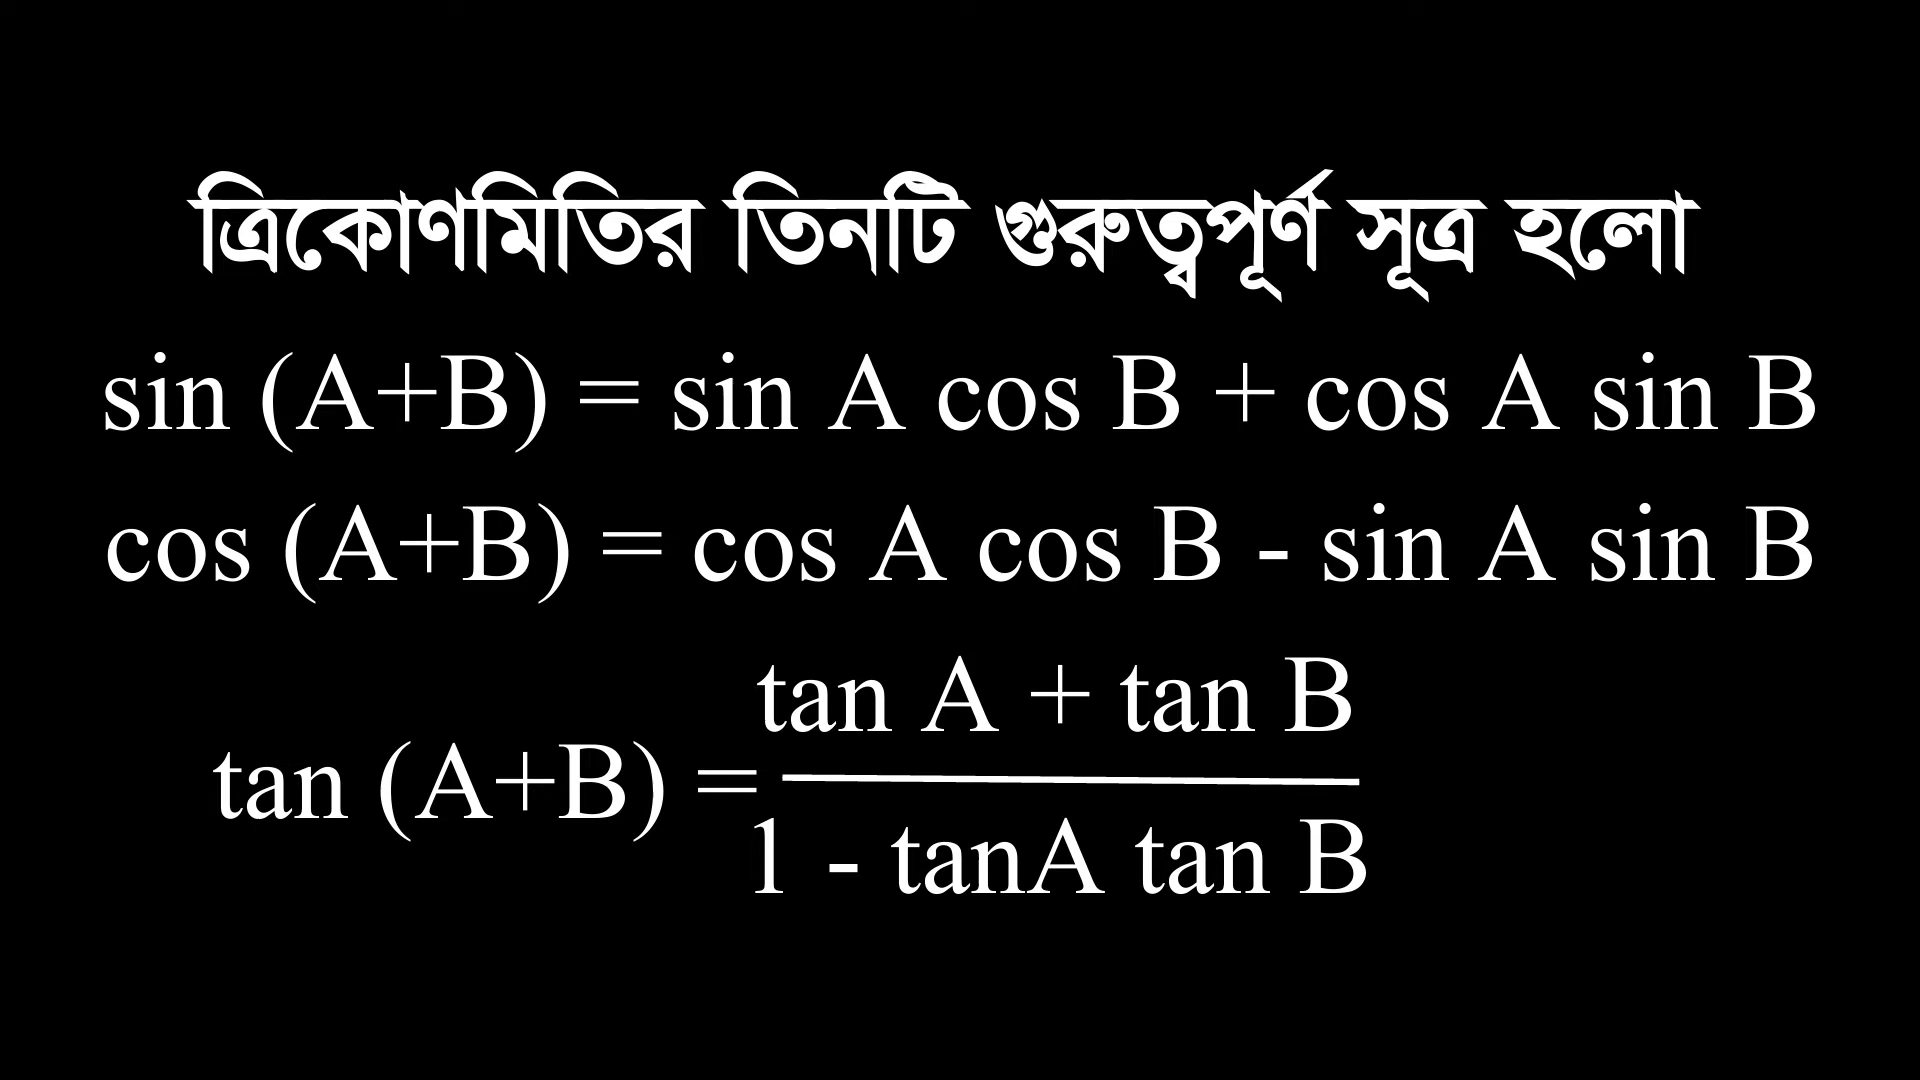 ত্রিকোণমিতির তিনটি গুরুত্বপূর্ণ সূত্র হলো
sin (A+B) = sin A cos B + cos A sin B
cos (A+B) = cos A cos B - sin A sin B
tan A + tan B
tan (A+B) =
1 - tanA tan B